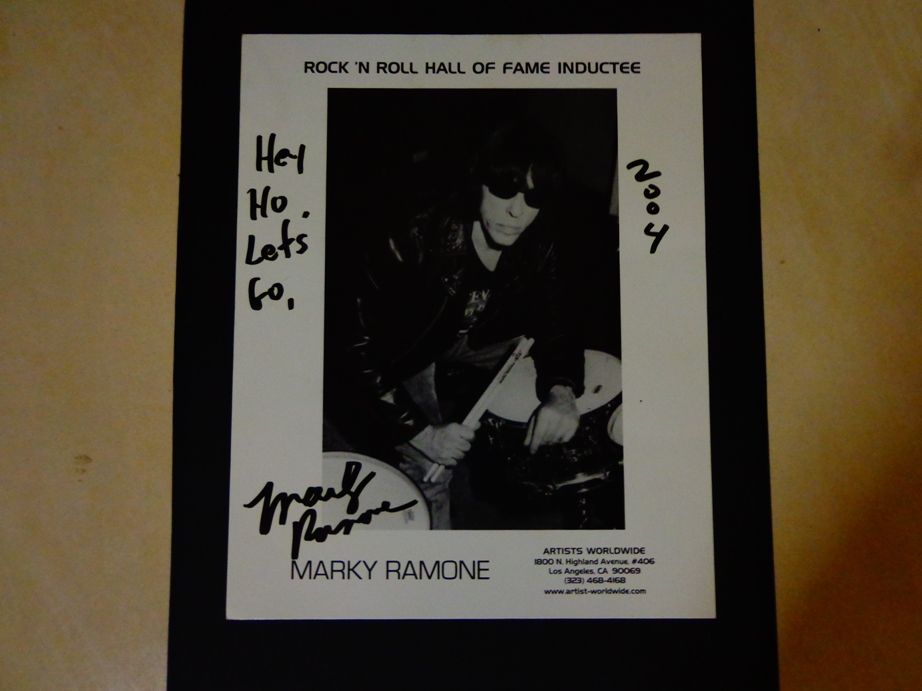 ROCK 'N ROLL HALL OF FAME INDUCTEE
Hey
Ho.
Lets
Go,
2004
Marky
Ramone
MARKY RAMONE
ARTISTS WORLDWIDE
1800 N. Highland Avenue, #406
Los Angeles, CA 90069
(323) 468-4168
www.artist-worldwide.com